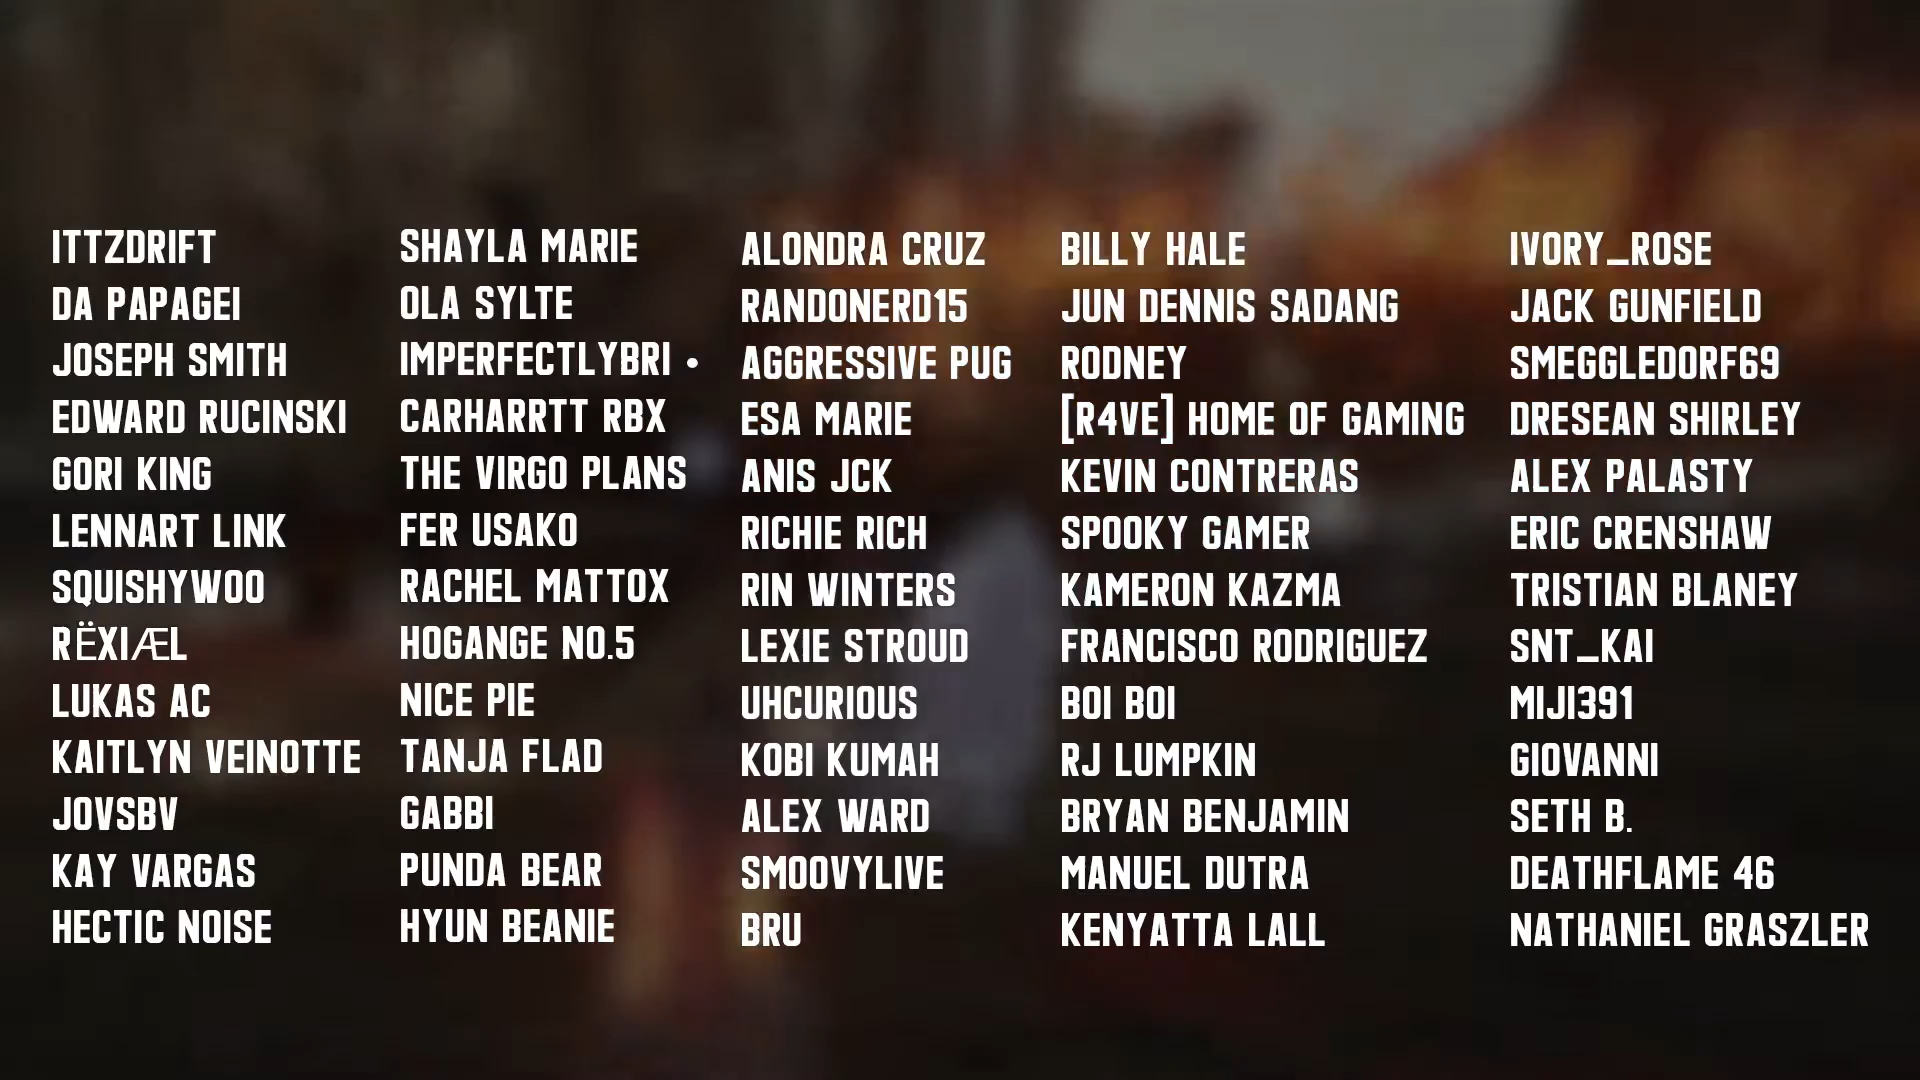 ITTZDRIFT
DA PAPAGEI
JOSEPH SMITH
EDWARD RUCINSKI
GORI KING
LENNART LINK
SQUISHYWOO
RËXIÆL
LUKAS AC
KAITLYN VEINOTTE
JOVSBV
KAY VARGAS
HECTIC NOISE
SHAYLA MARIE
OLA SYLTE
IMPERFECTLYBRI •
CARHARRTT RBX
THE VIRGO PLANS
FER USAKO
RACHEL MATTOX
HOGANGE NO.5
NICE PIE
TANJA FLAD
GABBI
PUNDA BEAR
HYUN BEANIE
ALONDRA CRUZ
RANDONERD15
AGGRESSIVE PUG
ESA MARIE
ANIS JCK
RICHIE RICH
RIN WINTERS
LEXIE STROUD
UHCURIOUS
KOBI KUMAH
ALEX WARD
SMOOVYLIVE
BRU
BILLY HALE
JUN DENNIS SADANG
RODNEY
[R4VE] HOME OF GAMING
KEVIN CONTRERAS
SPOOKY GAMER
KAMERON KAZMA
FRANCISCO RODRIGUEZ
BOI BOI
RJ LUMPKIN
BRYAN BENJAMIN
MANUEL DUTRA
KENYATTA LALL
IVORY_ROSE
JACK GUNFIELD
SMEGGLEDORF69
DRESEAN SHIRLEY
ALEX PALASTY
ERIC CRENSHAW
TRISTIAN BLANEY
SNT_KAI
MIJI391
GIOVANNI
SETH B.
DEATHFLAME 46
NATHANIEL GRASZLER